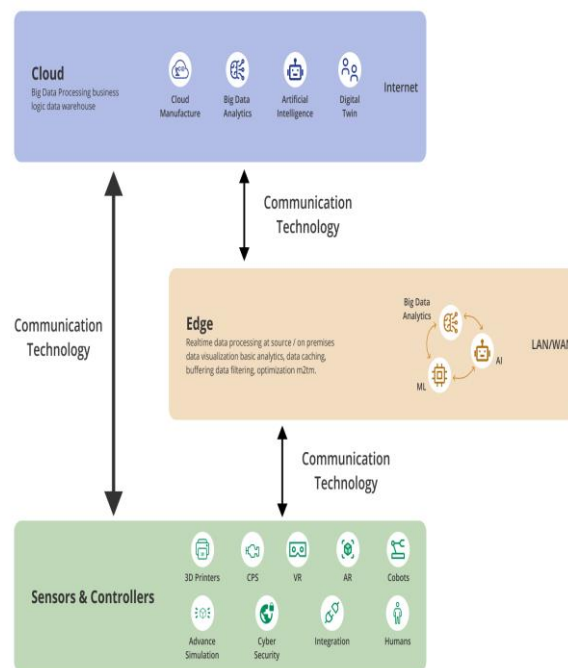 Cloud
Big Data Processing business
logic data warehouse
Cloud
Manufacture
Big Data
Analytics
Artificial
Intelligence
Digital
Twin
Internet
Communication
Technology
Communication
Technology
Edge
Realtime data processing at source / on premises
data visualization basic analytics, data caching,
buffering data filtering, optimization m2tm.
Big Data
Analytics
AI
ML
LAN/WAN
Communication
Technology
Sensors & Controllers
3D Printers
CPS
VR
AR
Cobots
Advance
Simulation
Cyber
Security
Integration
Humans